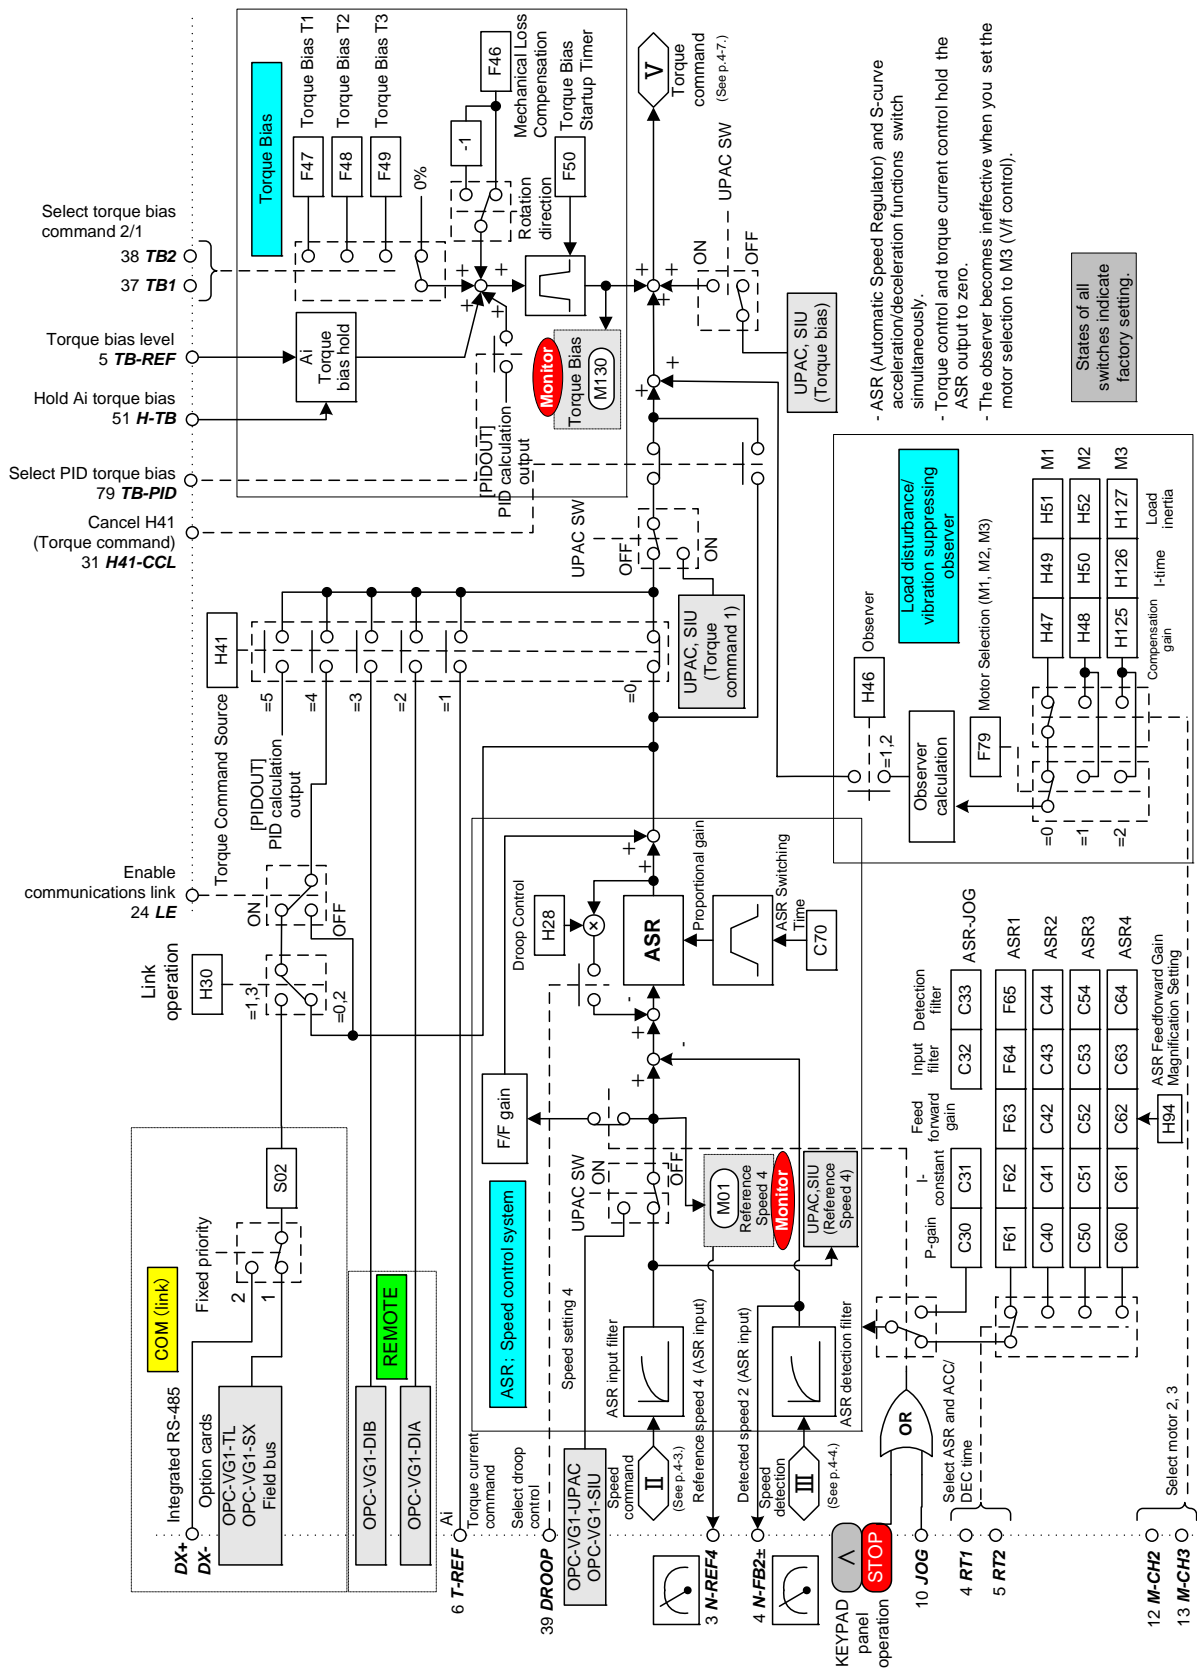 Select torque bias
command 2/1
38 TB2
37 TB1
Torque bias level
5 TB-REF
Hold Ai torque bias
51 H-TB
Select PID torque bias
79 TB-PID
Cancel H41
(Torque command)
31 H41-CCL
Enable
communications link
24 LE
Torque Bias
F47
Torque Bias T1
F48
Torque Bias T2
F49
Torque Bias T3
0%
Ai
Torque
bias hold
-1
F46
Mechanical Loss
Compensation
Rotation
direction
F50
Torque Bias
Startup Timer
+
+
+
+
+
Monitor
Torque Bias
M130
[PIDOUT]
PID calculation
output
V
Torque
command
(See p.4-7.)
+
+
+
UPAC SW
ON
OFF
UPAC, SIU
(Torque bias)
+
+
UPAC SW
OFF
ON
UPAC, SIU
(Torque
command 1)
H41
Torque Command Source
=5
=4
=3
=2
=1
=0
[PIDOUT]
PID calculation
output
ON
OFF
Link
operation
H30
=1,3
=0,2
- ASR (Automatic Speed Regulator) and S-curve
acceleration/deceleration functions switch
simultaneously.
- Torque control and torque current control hold the
ASR output to zero.
- The observer becomes ineffective when you set the
motor selection to M3 (V/f control).
States of all
switches indicate
factory setting.
Load disturbance/
vibration suppressing
observer
H46
Observer
=1,2
Observer
calculation
F79
Motor Selection (M1, M2, M3)
=0
=1
=2
H47
H49
H51
M1
H48
H50
H52
M2
H125
H126
H127
M3
Compensation
gain
I-time
Load
inertia
COM (link)
Fixed priority
2
1
S02
DX+
DX-
Integrated RS-485
Option cards
OPC-VG1-TL
OPC-VG1-SX
Field bus
REMOTE
OPC-VG1-DIB
OPC-VG1-DIA
6 T-REF
Ai
Torque current
command
39 DROOP
Select droop
control
ASR: Speed control system
OPC-VG1-UPAC
OPC-VG1-SIU
Speed setting 4
UPAC SW
ON
OFF
F/F gain
Droop Control
H28
×
ASR
Proportional gain
ASR Switching
Time
C70
+
-
+
-
+
+
II
Speed
command
(See p.4-3.)
ASR input filter
3 N-REF4
Reference speed 4 (ASR input)
M01
Reference
Speed 4
Monitor
UPAC,SIU
(Reference
Speed 4)
4 N-FB2±
Detected speed 2 (ASR input)
III
Speed
detection
(See p.4-4.)
ASR detection filter
KEYPAD
panel
operation
∧
STOP
10 JOG
OR
4 RT1
5 RT2
Select ASR and ACC/
DEC time
12 M-CH2
13 M-CH3
Select motor 2, 3
P-gain
I-
constant
Feed
forward
gain
Input
filter
Detection
filter
C30
C31
C32
C33
ASR-JOG
F61
F62
F63
F64
F65
ASR1
C40
C41
C42
C43
C44
ASR2
C50
C51
C52
C53
C54
ASR3
C60
C61
C62
C63
C64
ASR4
H94
ASR Feedforward Gain
Magnification Setting